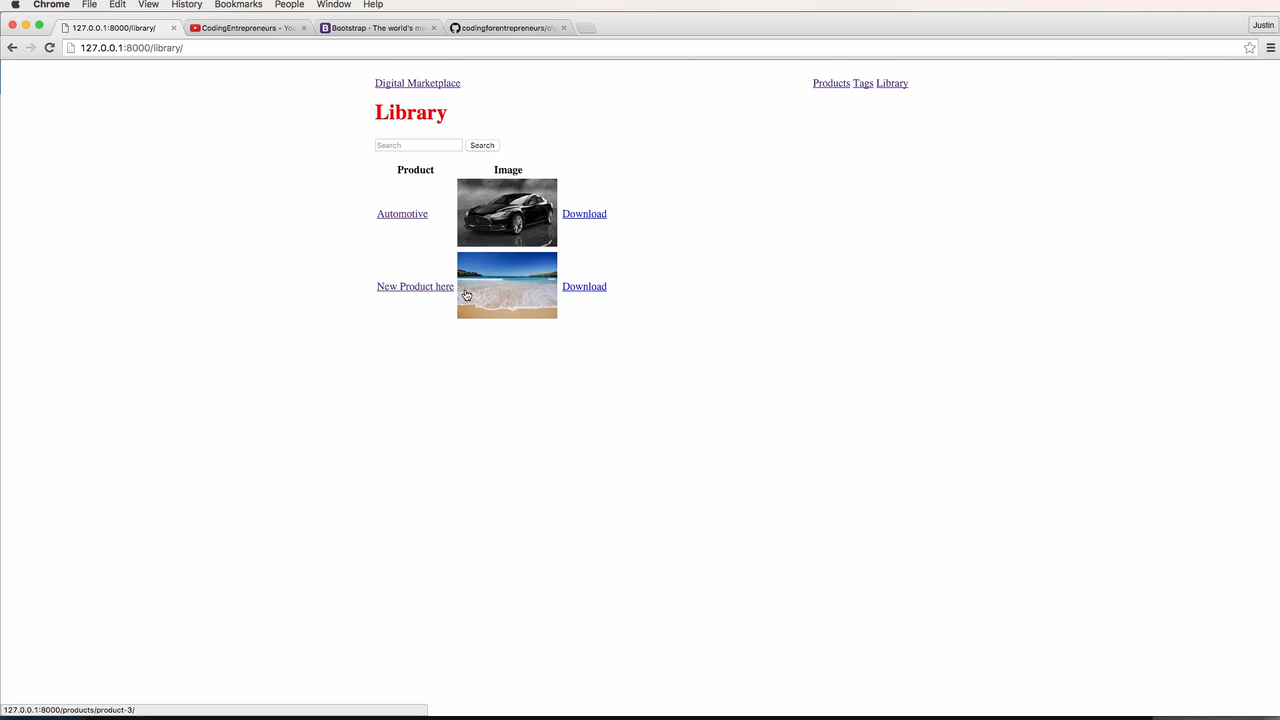 Chrome File Edit View History Bookmarks People Window Help
127.0.0.1:8000/library/ CodingEntrepreneurs - You Bootstrap · The world's mo codingforentrepreneurs/dig Justin
127.0.0.1:8000/library/
Digital Marketplace Products Tags Library
Library
Search Search
Product Image
Automotive Download
New Product here Download
127.0.0.1:8000/products/product-3/